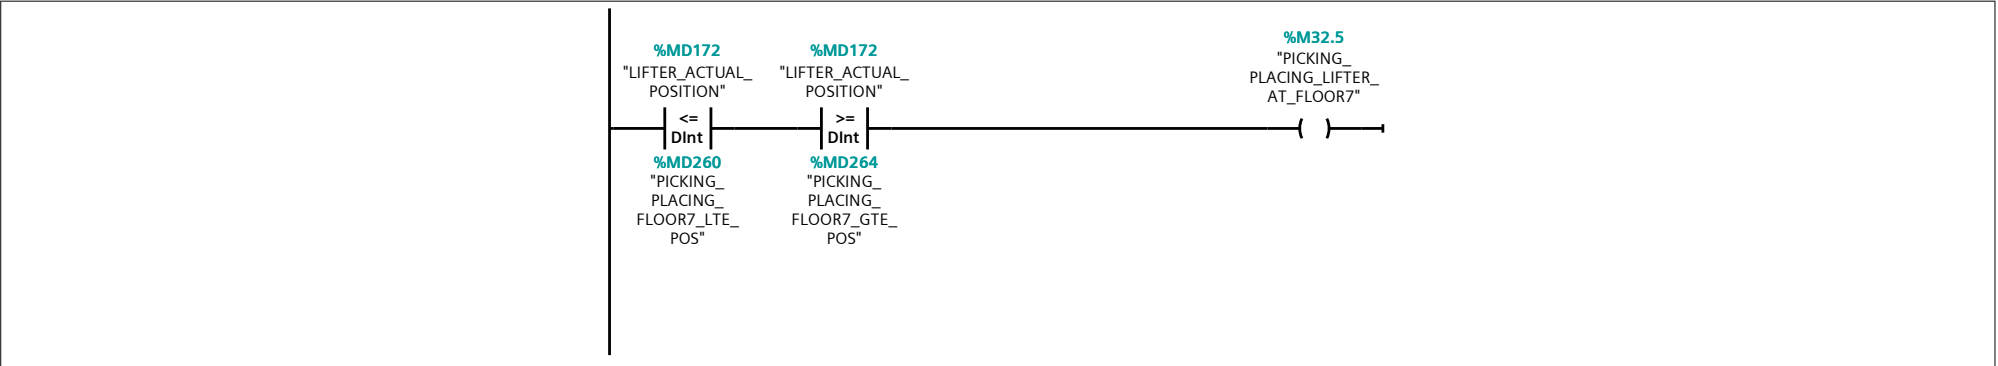 %MD172
"LIFTER_ACTUAL_
POSITION"
<=
DInt
%MD260
"PICKING_
PLACING_
FLOOR7_LTE_
POS"
%MD172
"LIFTER_ACTUAL_
POSITION"
>=
DInt
%MD264
"PICKING_
PLACING_
FLOOR7_GTE_
POS"
%M32.5
"PICKING_
PLACING_LIFTER_
AT_FLOOR7"